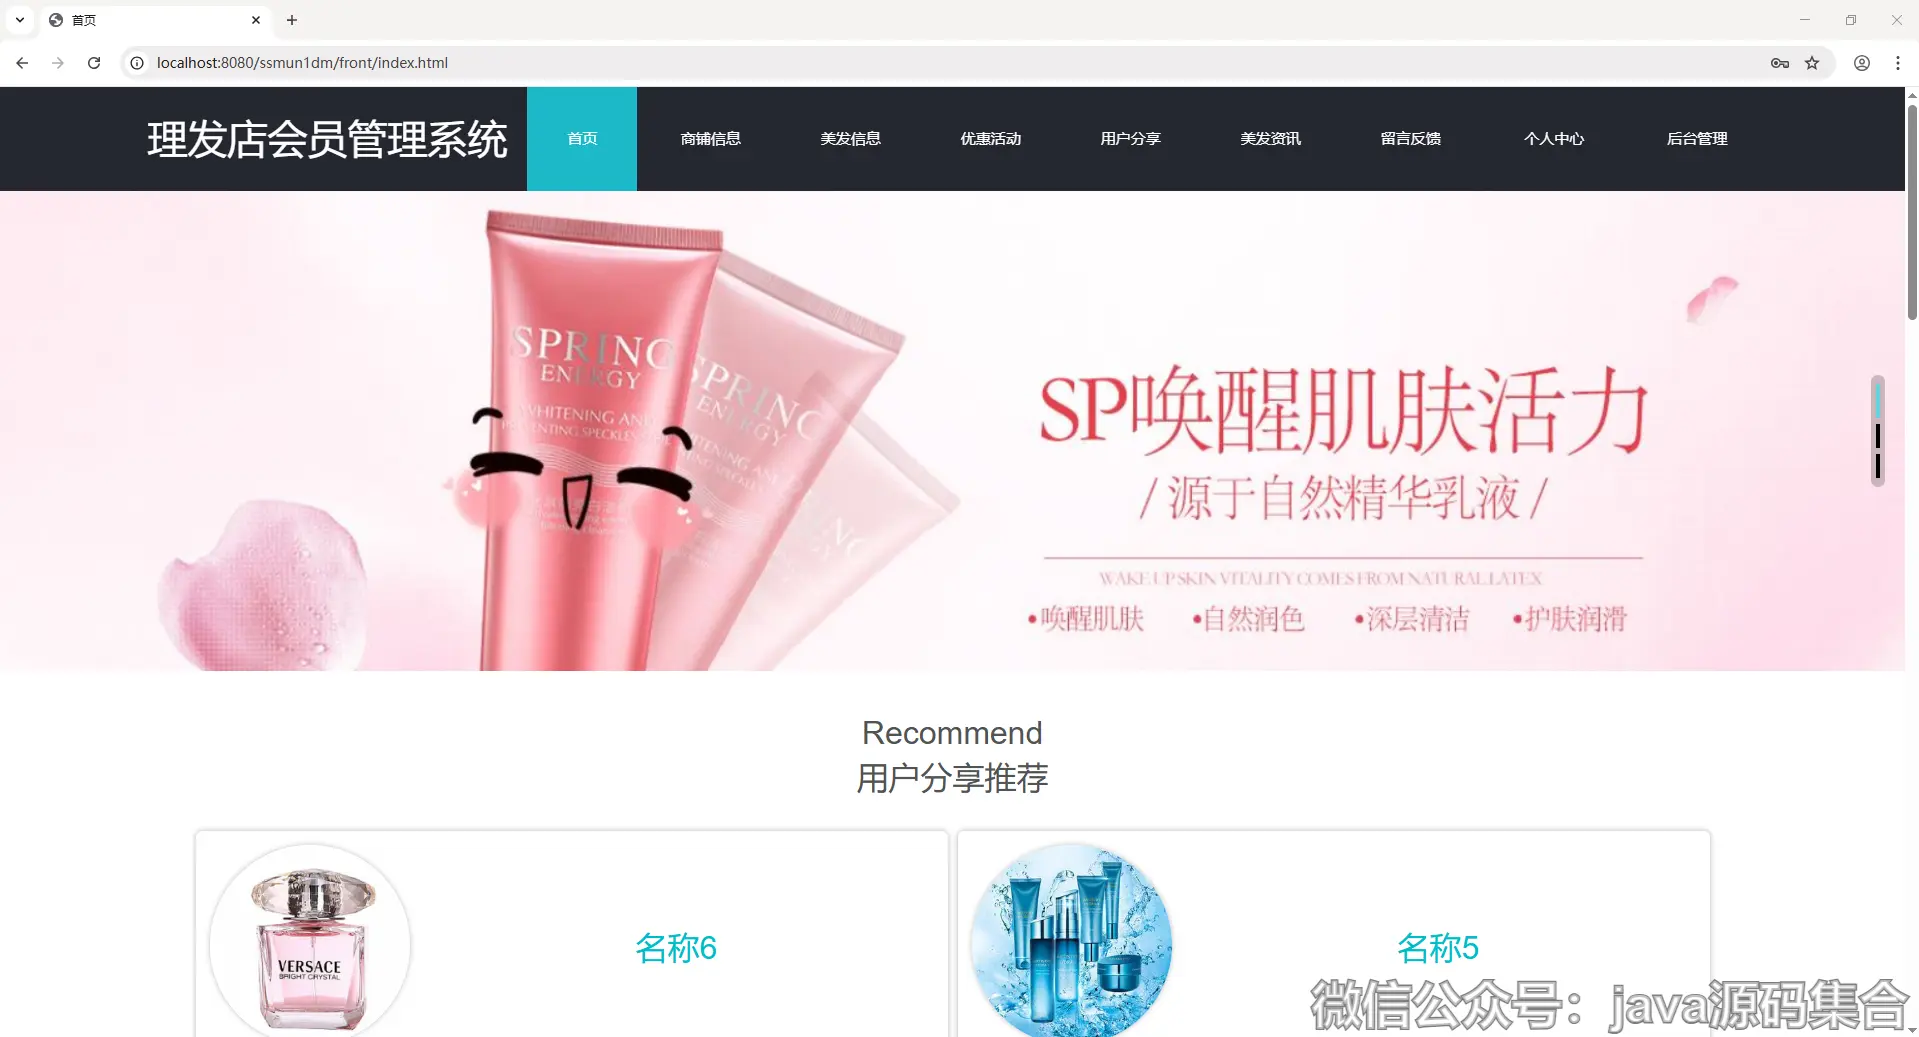 首页
localhost:8080/ssmun1dm/front/index.html
理发店会员管理系统
首页
商铺信息
美发信息
优惠活动
用户分享
美发资讯
留言反馈
个人中心
后台管理
SPRING
ENERGY
WHITENING AND
SPRING
ENERGY
SP唤醒肌肤活力
/ 源于自然精华乳液 /
WAKE UP SKIN VITALITY COMES FROM NATURAL LATEX
•唤醒肌肤 •自然润色 •深层清洁 •护肤润滑
Recommend
用户分享推荐
VERSACE
BRIGHT CRYSTAL
名称6
名称5
微信公众号：java源码集合